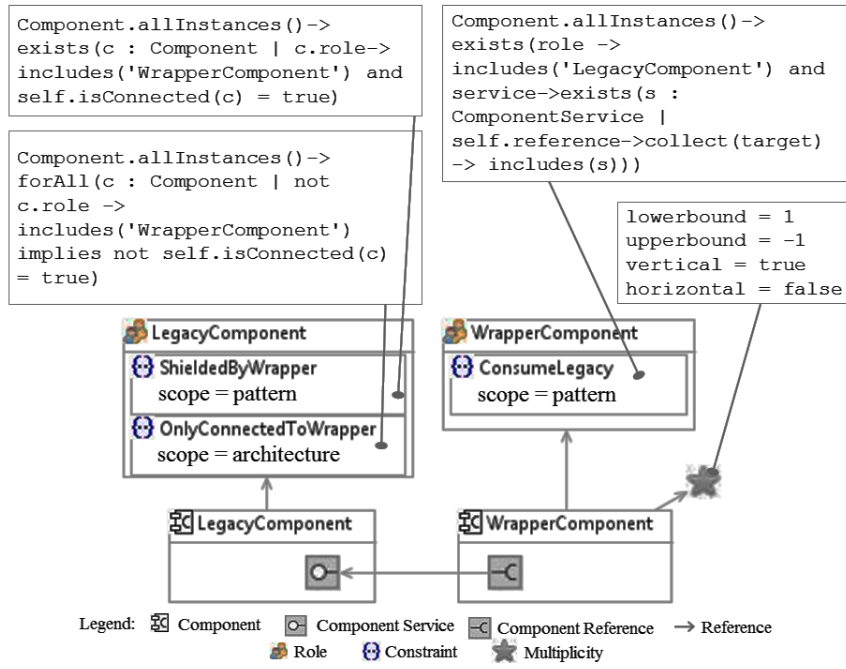 Component.allInstances()->
exists(c : Component | c.role->
includes('WrapperComponent') and
self.isConnected(c) = true)
Component.allInstances()->
exists(role ->
includes('LegacyComponent') and
service->exists(s :
ComponentService |
self.reference->collect(target)
-> includes(s)))
Component.allInstances()->
forAll(c : Component | not
c.role ->
includes('WrapperComponent')
implies not self.isConnected(c)
= true)
lowerbound = 1
upperbound = -1
vertical = true
horizontal = false
LegacyComponent
ShieldedByWrapper
scope = pattern
OnlyConnectedToWrapper
scope = architecture
WrapperComponent
ConsumeLegacy
scope = pattern
LegacyComponent
WrapperComponent
Legend: Component Component Service Component Reference Reference
Role Constraint Multiplicity